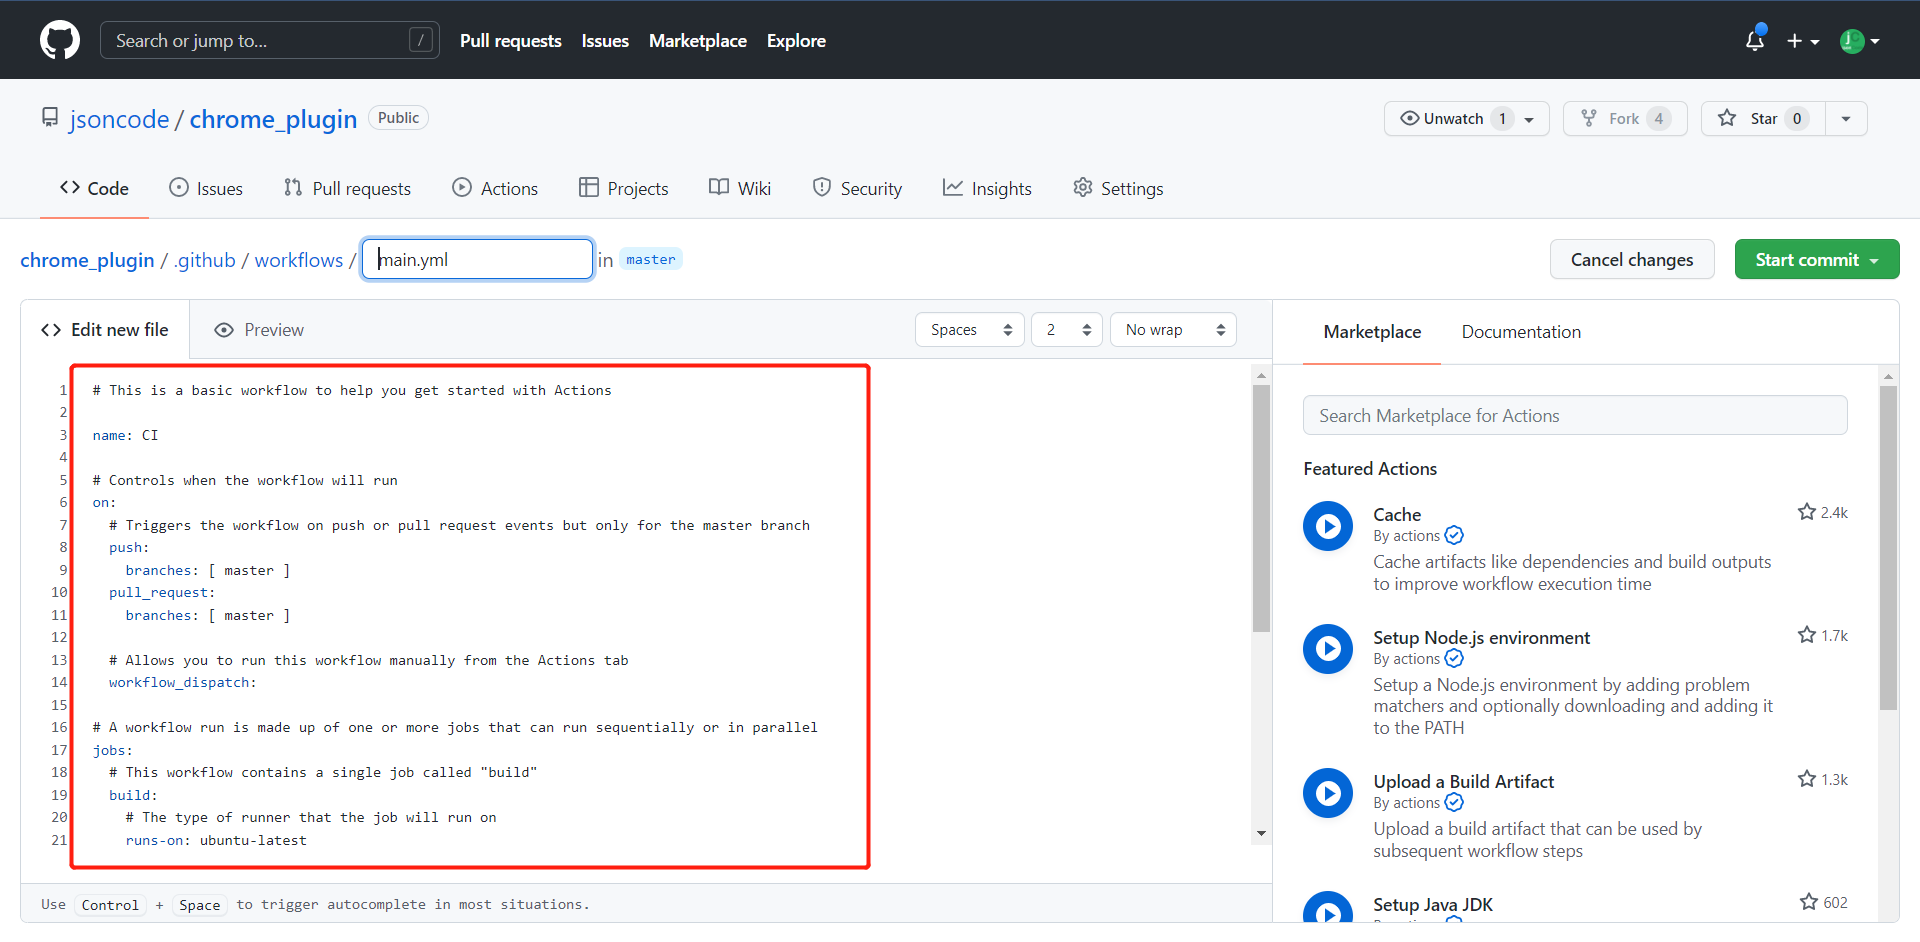 Search or jump to... /
Pull requests Issues Marketplace Explore
jsoncode / chrome_plugin Public
Unwatch 1 Fork 4 Star 0
Code Issues Pull requests Actions Projects Wiki Security Insights Settings
chrome_plugin / .github / workflows / main.yml in master
Cancel changes Start commit
Edit new file Preview
Spaces 2 No wrap
1 # This is a basic workflow to help you get started with Actions
2
3 name: CI
4
5 # Controls when the workflow will run
6 on:
7   # Triggers the workflow on push or pull request events but only for the master branch
8   push:
9     branches: [ master ]
10   pull_request:
11     branches: [ master ]
12
13   # Allows you to run this workflow manually from the Actions tab
14   workflow_dispatch:
15
16 # A workflow run is made up of one or more jobs that can run sequentially or in parallel
17 jobs:
18   # This workflow contains a single job called "build"
19   build:
20     # The type of runner that the job will run on
21     runs-on: ubuntu-latest
Use Control + Space to trigger autocomplete in most situations.
Marketplace Documentation
Search Marketplace for Actions
Featured Actions
Cache 2.4k
By actions
Cache artifacts like dependencies and build outputs
to improve workflow execution time
Setup Node.js environment 1.7k
By actions
Setup a Node.js environment by adding problem
matchers and optionally downloading and adding it
to the PATH
Upload a Build Artifact 1.3k
By actions
Upload a build artifact that can be used by
subsequent workflow steps
Setup Java JDK 602